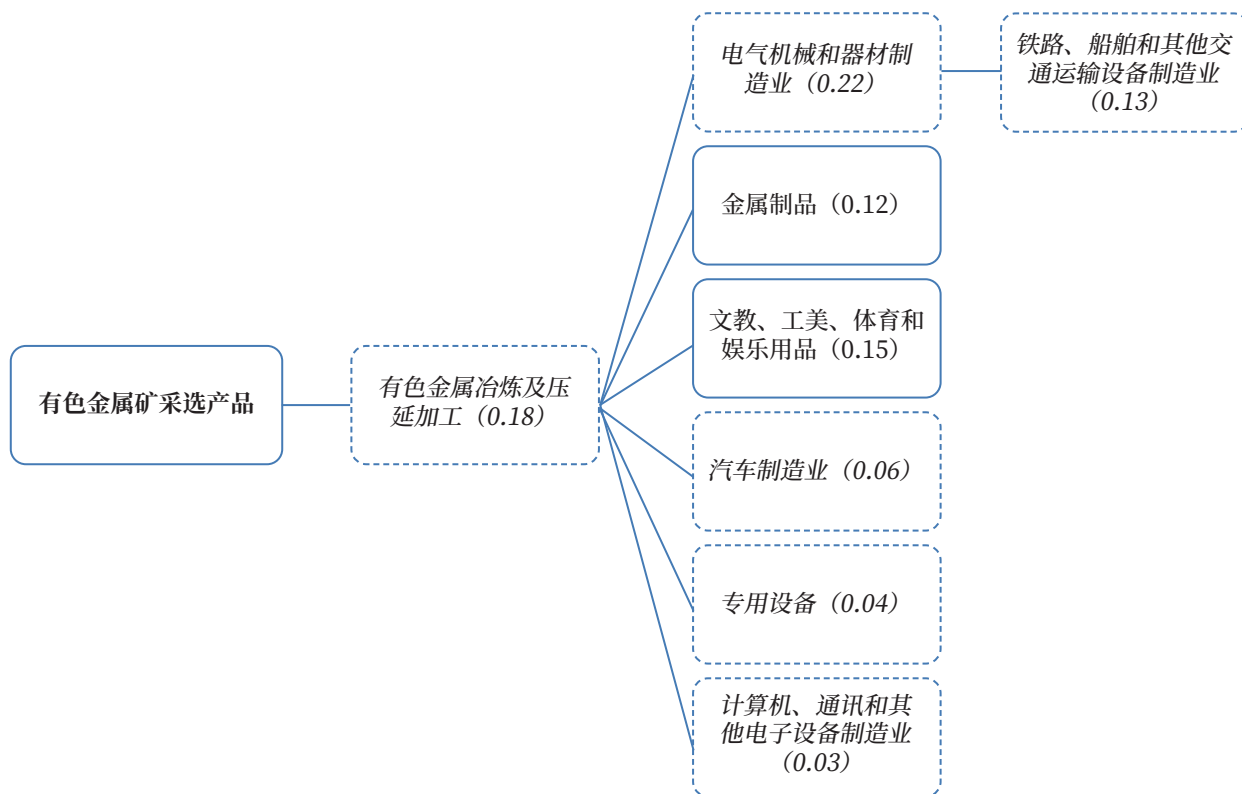 电气机械和器材制
造业（0.22）
铁路、船舶和其他交
通运输设备制造业
（0.13）
金属制品（0.12）
文教、工美、体育和
娱乐用品（0.15）
有色金属矿采选产品
有色金属冶炼及压
延加工（0.18）
汽车制造业（0.06）
专用设备（0.04）
计算机、通讯和其
他电子设备制造业
（0.03）